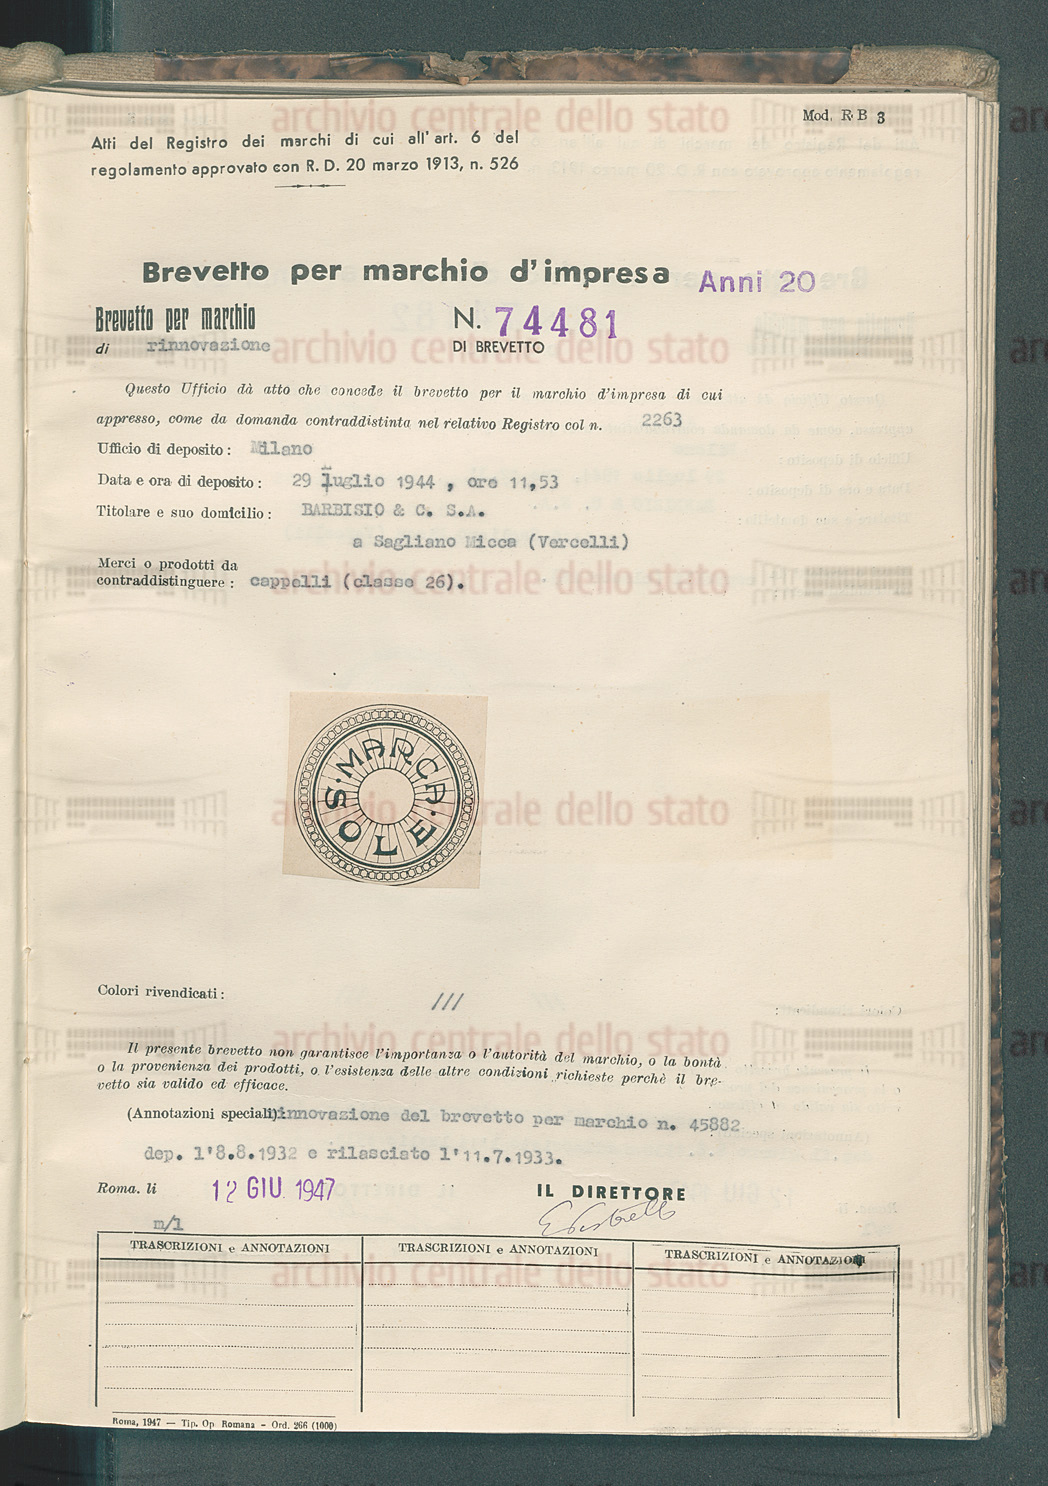 Mod. R B 3
Atti del Registro dei marchi di cui all'art. 6 del
regolamento approvato con R. D. 20 marzo 1913, n. 526
Brevetto per marchio d'impresa Anni 20
Brevetto per marchio
di rinnovazione
N. 74481
DI BREVETTO
Questo Ufficio dà atto che concede il brevetto per il marchio d'impresa di cui
appresso, come da domanda contraddistinta nel relativo Registro col n. 2263
Ufficio di deposito: Milano
Data e ora di deposito: 29 luglio 1944, ore 11,53
Titolare e suo domicilio: BARBISIO & C. S.A.
a Sagliano Micca (Vercelli)
Merci o prodotti da
contraddistinguere: cappelli (classe 26).
·MARCA·
SOLE
Colori rivendicati: ///
Il presente brevetto non garantisce l'importanza o l'autorità del marchio, o la bontà
o la provenienza dei prodotti, o l'esistenza delle altre condizioni richieste perchè il bre-
vetto sia valido ed efficace.
(Annotazioni speciali): rinnovazione del brevetto per marchio n. 45882
dep. l'8.8.1932 e rilasciato l'11.7.1933.
Roma. li 12 GIU. 1947
IL DIRETTORE
m/l
TRASCRIZIONI e ANNOTAZIONI TRASCRIZIONI e ANNOTAZIONI TRASCRIZIONI e ANNOTAZIONI
Roma, 1947 — Tip. Op Romana - Ord. 266 (1000)
archivio centrale dello stato